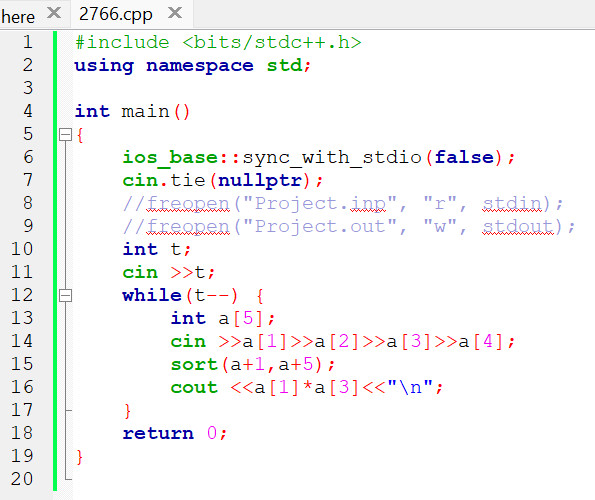 here 2766.cpp
1 #include <bits/stdc++.h>
2 using namespace std;
3
4 int main()
5 {
6 ios_base::sync_with_stdio(false);
7 cin.tie(nullptr);
8 //freopen("Project.inp", "r", stdin);
9 //freopen("Project.out", "w", stdout);
10 int t;
11 cin >>t;
12 while(t--) {
13 int a[5];
14 cin >>a[1]>>a[2]>>a[3]>>a[4];
15 sort(a+1,a+5);
16 cout <<a[1]*a[3]<<"\n";
17 }
18 return 0;
19 }
20